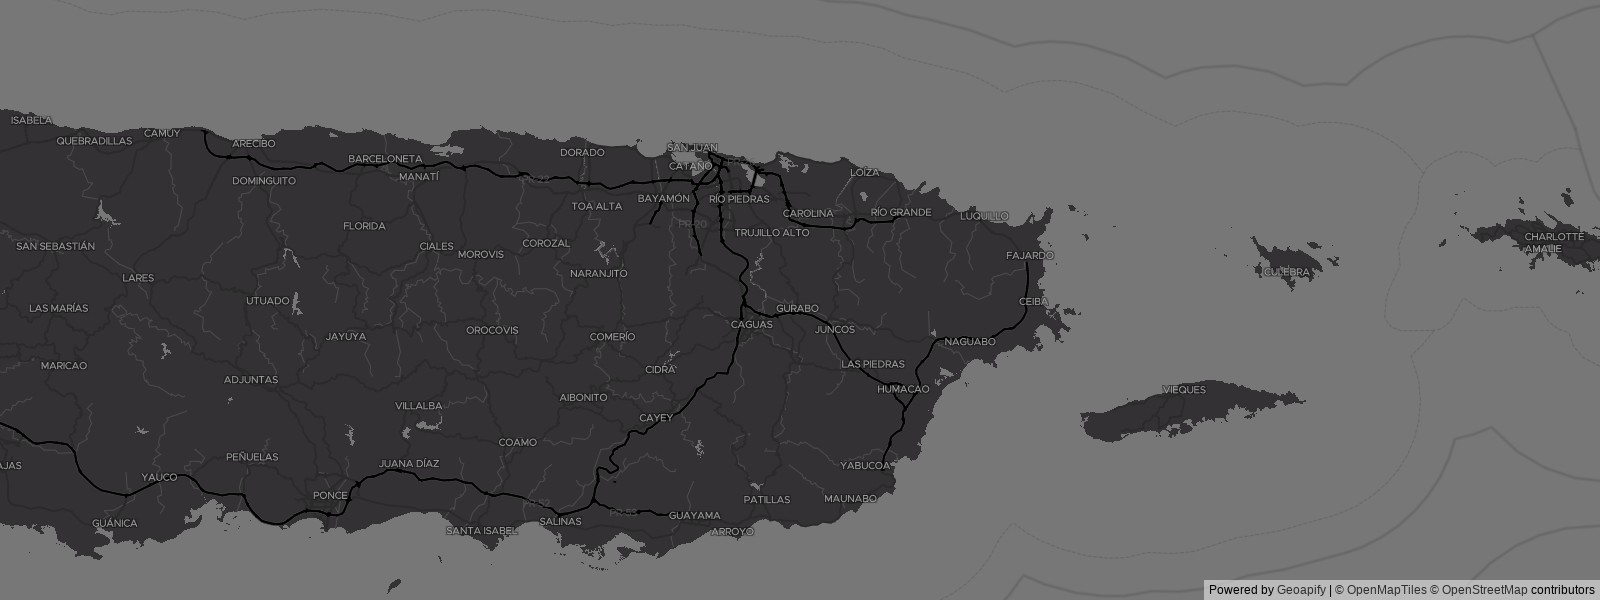 ISABELA
QUEBRADILLAS
CAMUY
ARECIBO
BARCELONETA
MANATÍ
DOMINGUITO
DORADO
SAN JUAN
CATAÑO
LOÍZA
BAYAMÓN
RÍO PIEDRAS
TOA ALTA
CAROLINA
RÍO GRANDE
LUQUILLO
FLORIDA
TRUJILLO ALTO
SAN SEBASTIÁN
CIALES
MOROVIS
COROZAL
FAJARDO
CHARLOTTE
AMALIE
CULEBRA
LARES
NARANJITO
UTUADO
CEIBA
LAS MARÍAS
GURABO
CAGUAS
JUNCOS
JAYUYA
OROCOVIS
COMERÍO
NAGUABO
MARICAO
LAS PIEDRAS
CIDRA
ADJUNTAS
HUMACAO
VIEQUES
VILLALBA
AIBONITO
CAYEY
COAMO
PEÑUELAS
JUANA DÍAZ
YABUCOA
AJAS
YAUCO
PONCE
PATILLAS
MAUNABO
GUÁNICA
SALINAS
GUAYAMA
SANTA ISABEL
ARROYO
Powered by Geoapify | © OpenMapTiles © OpenStreetMap contributors